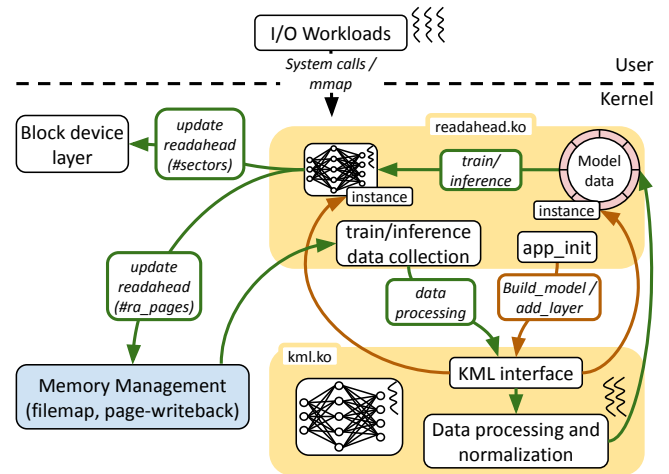 I/O Workloads
System calls /
mmap
User
Kernel
Block device
layer
update
readahead
(#sectors)
readahead.ko
train/
inference
Model
data
instance
instance
train/inference
data collection
app_init
update
readahead
(#ra_pages)
data
processing
Build_model /
add_layer
kml.ko
KML interface
Memory Management
(filemap, page-writeback)
Data processing and
normalization